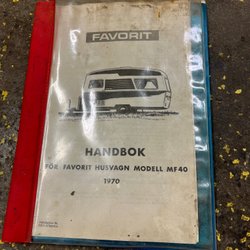 FAVORIT
HANDBOK
FÖR FAVORIT HUSVAGN MODELL MF40
1970